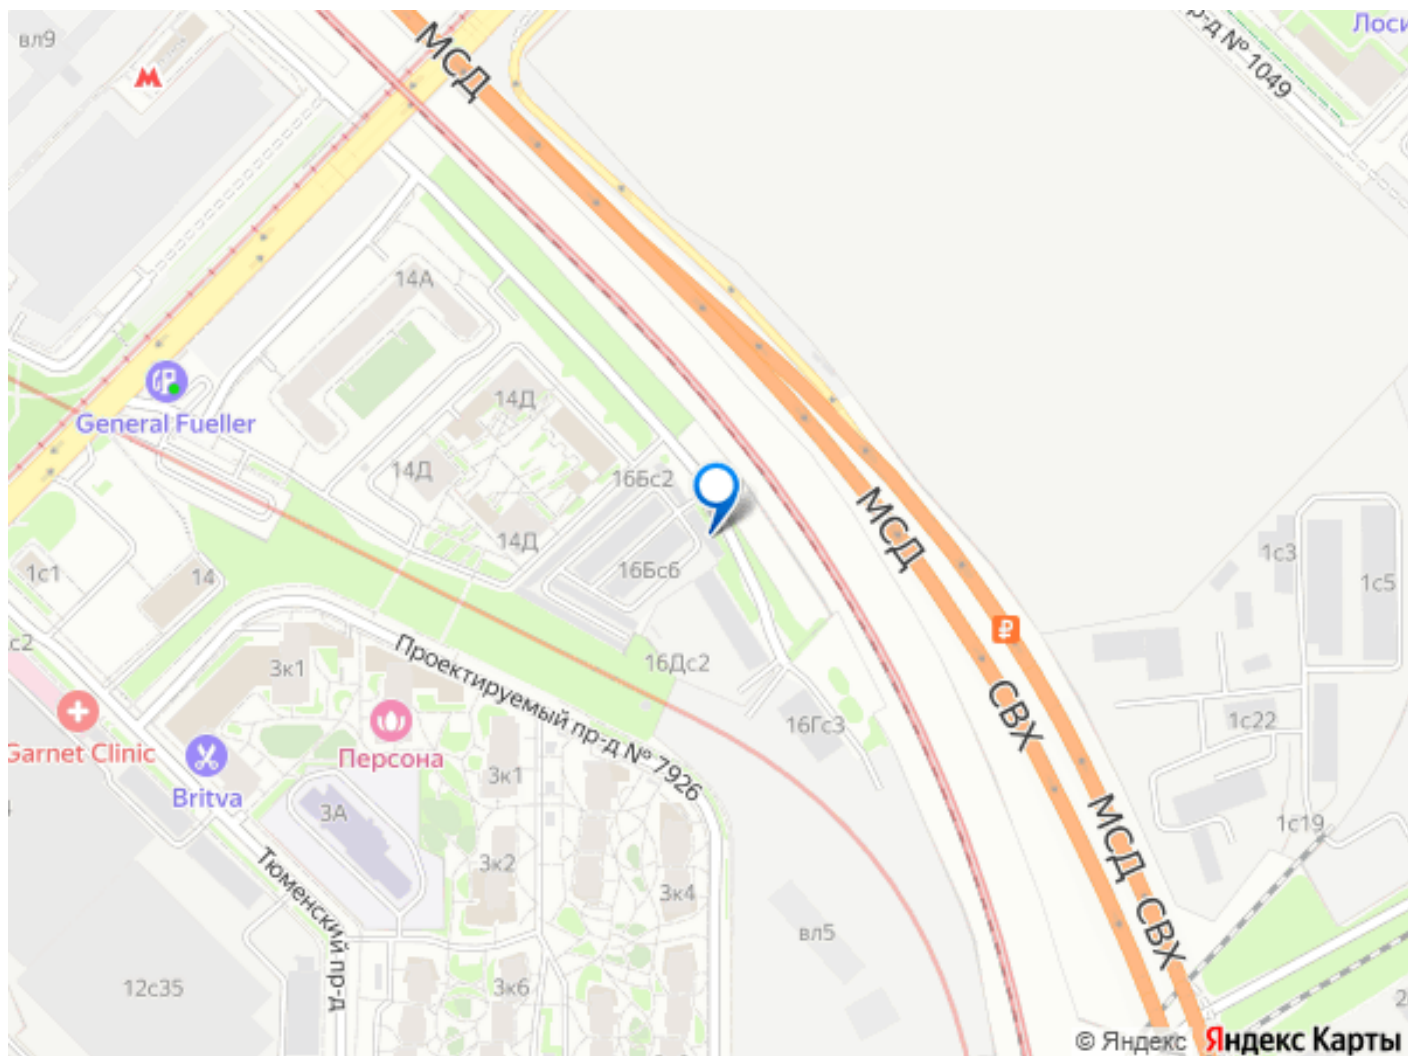 вл9
МСД
пр-д № 1049
Лоси
14А
General Fueller
14Д
14Д
16Бс2
14Д
16Бс6
МСД
1с3
1с5
1с1
14
с2
3к1
16Дс2
Проектируемый пр-д № 7926
СВХ
Garnet Clinic
Персона
16Гс3
1с22
Britva
3к1
3А
МСД
1с19
Тюменский пр-д
3к2
3к4
вл5
СВХ
12с35
3к6
© Яндекс Яндекс Карты